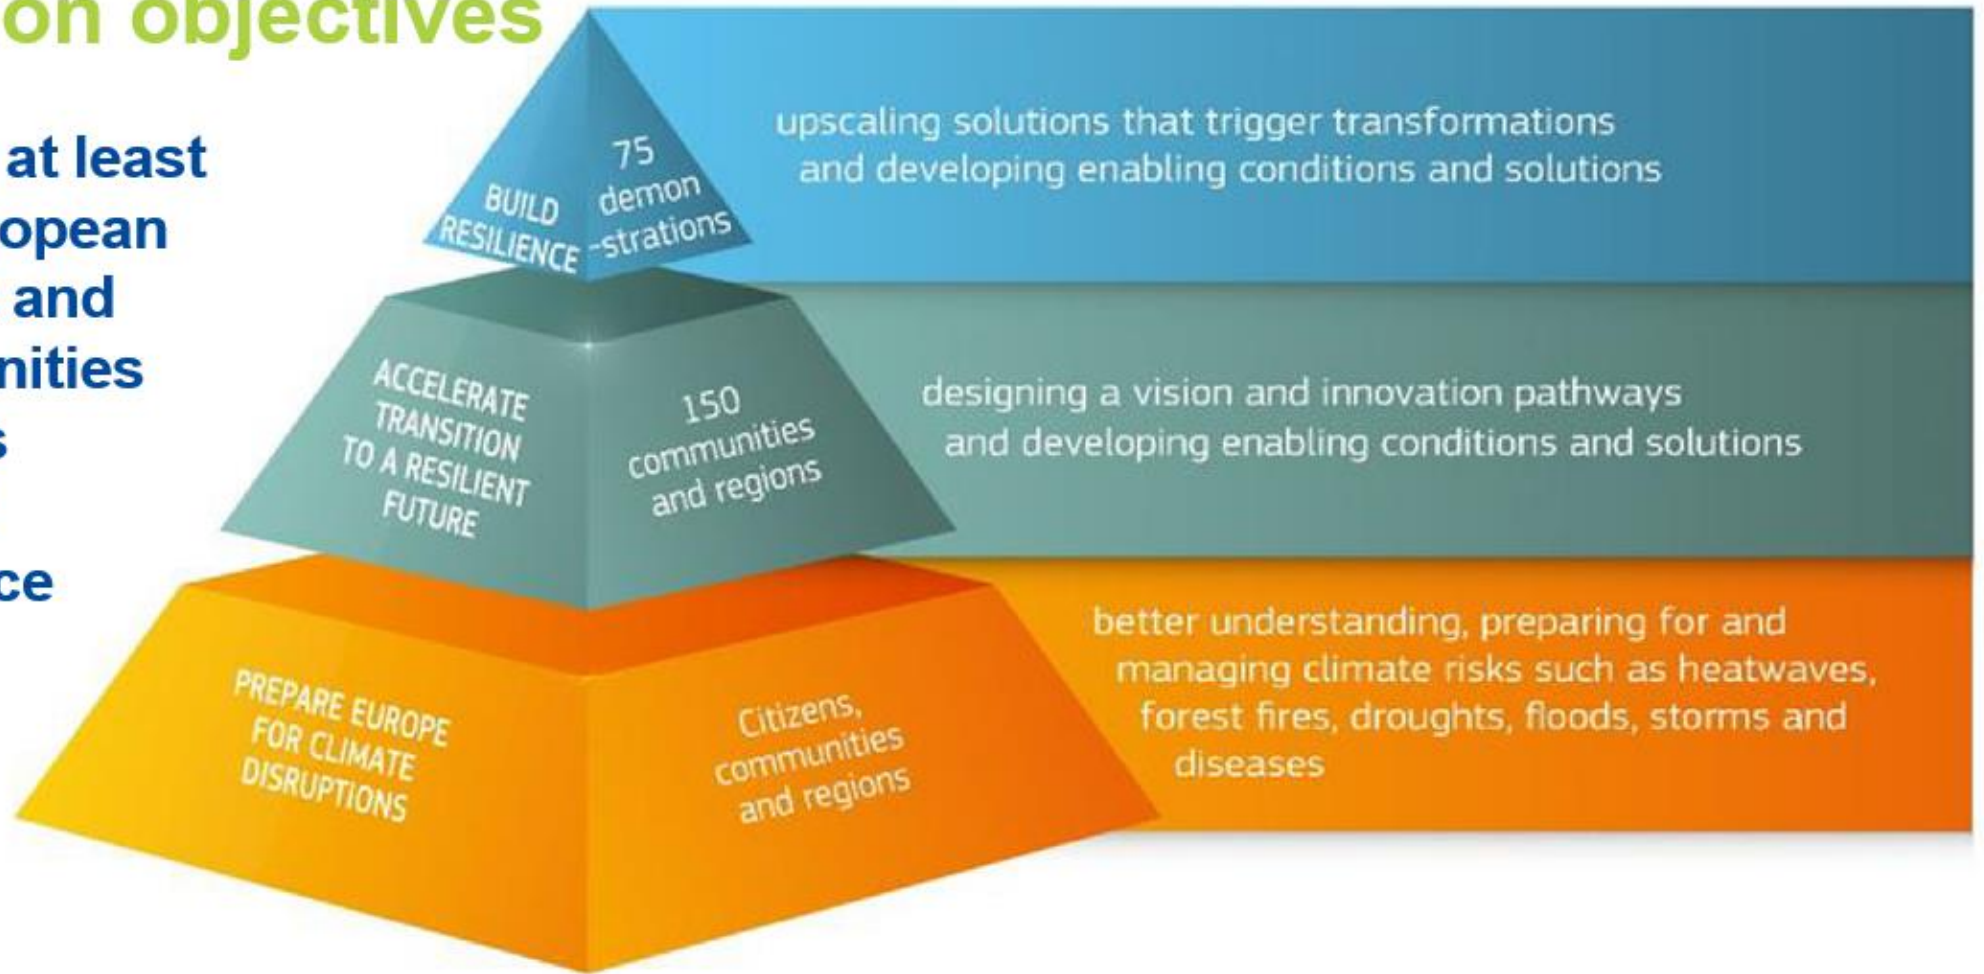 on objectives
at least
opean
and
nities
s
ce
BUILD
RESILIENCE
75
demon
-strations
upscaling solutions that trigger transformations
and developing enabling conditions and solutions
ACCELERATE
TRANSITION
TO A RESILIENT
FUTURE
150
communities
and regions
designing a vision and innovation pathways
and developing enabling conditions and solutions
PREPARE EUROPE
FOR CLIMATE
DISRUPTIONS
Citizens,
communities
and regions
better understanding, preparing for and
managing climate risks such as heatwaves,
forest fires, droughts, floods, storms and
diseases